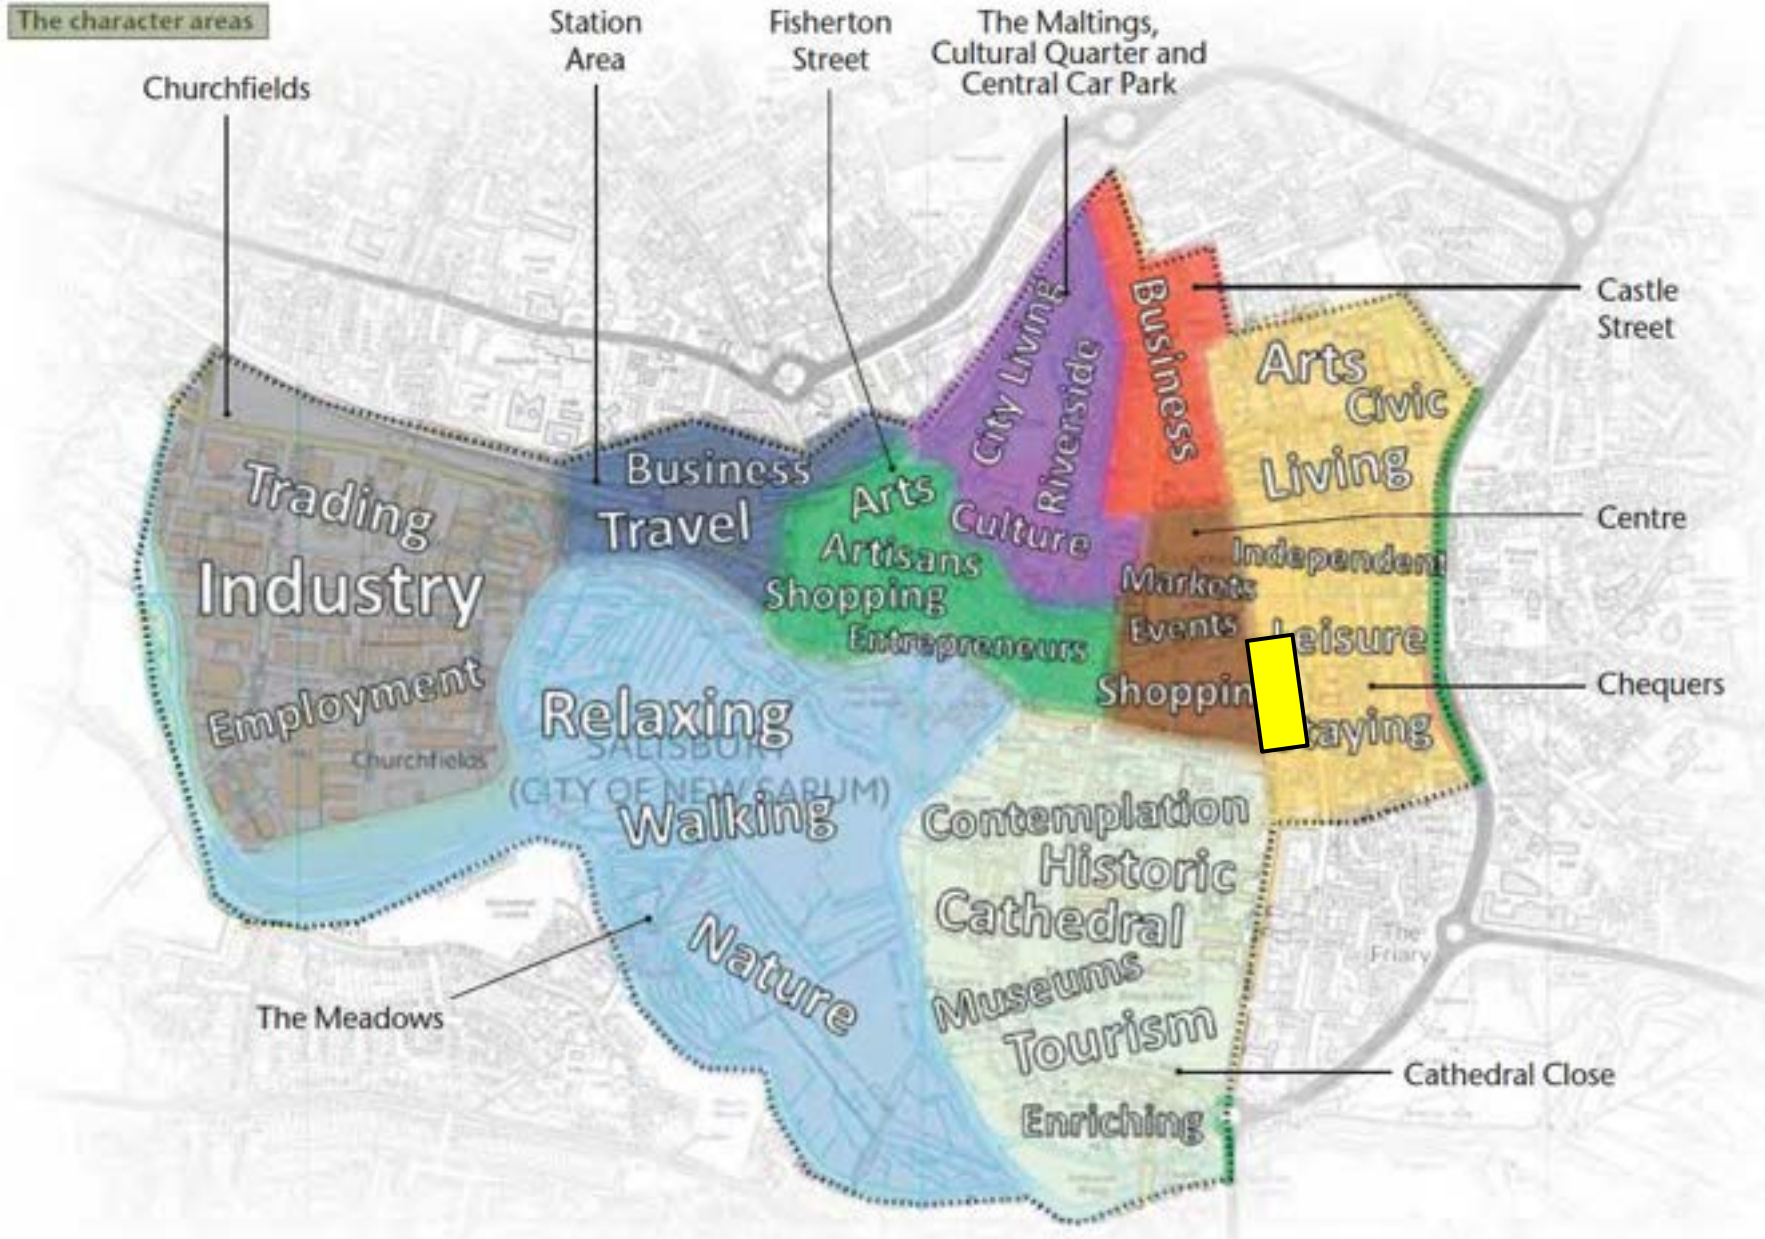 The character areas
Station
Area
Fisherton
Street
The Maltings,
Cultural Quarter and
Central Car Park
Churchfields
Castle
Street
Centre
Chequers
Cathedral Close
The Meadows
Trading
Industry
Employment
Churchfields
Business
Travel
Arts
Artisans
Shopping
Entrepreneurs
City Living
Riverside
Culture
Business
Arts
Civic
Living
Independent
Leisure
aying
Markets
Events
Shoppin
Relaxing
SALISBURY
(CITY OF NEW SARUM)
Walking
Nature
Contemplation
Historic
Cathedral
Museums
Tourism
Enriching
The
Friary